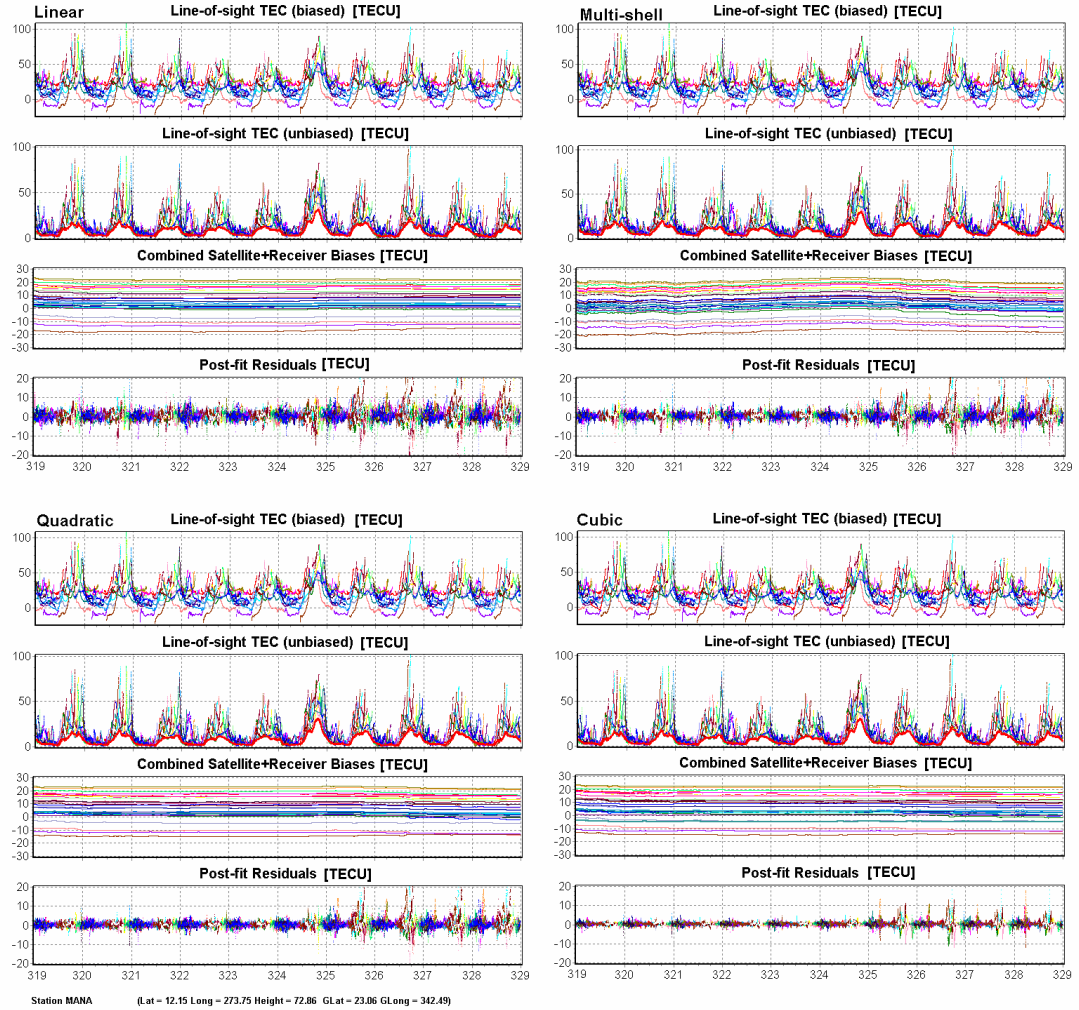 Linear
Line-of-sight TEC (biased) [TECU]
100
50
0
Line-of-sight TEC (unbiased) [TECU]
100
50
0
Combined Satellite+Receiver Biases [TECU]
30
20
10
0
-10
-20
-30
Post-fit Residuals [TECU]
20
10
0
-10
-20
319 320 321 322 323 324 325 326 327 328 329
Multi-shell
Line-of-sight TEC (biased) [TECU]
100
50
0
Line-of-sight TEC (unbiased) [TECU]
100
50
0
Combined Satellite+Receiver Biases [TECU]
30
20
10
0
-10
-20
-30
Post-fit Residuals [TECU]
20
10
0
-10
-20
319 320 321 322 323 324 325 326 327 328 329
Quadratic
Line-of-sight TEC (biased) [TECU]
100
50
0
Line-of-sight TEC (unbiased) [TECU]
100
50
0
Combined Satellite+Receiver Biases [TECU]
30
20
10
0
-10
-20
-30
Post-fit Residuals [TECU]
20
10
0
-10
-20
319 320 321 322 323 324 325 326 327 328 329
Cubic
Line-of-sight TEC (biased) [TECU]
100
50
0
Line-of-sight TEC (unbiased) [TECU]
100
50
0
Combined Satellite+Receiver Biases [TECU]
30
20
10
0
-10
-20
-30
Post-fit Residuals [TECU]
20
10
0
-10
-20
319 320 321 322 323 324 325 326 327 328 329
Station MANA (Lat = 12.15 Long = 273.75 Height = 72.86 GLat = 23.06 GLong = 342.49)